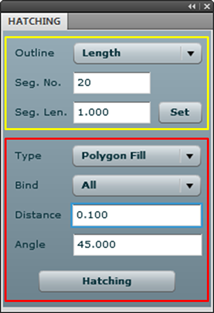 HATCHING
Outline Length
Seg. No. 20
Seg. Len. 1.000 Set
Type Polygon Fill
Bind All
Distance 0.100
Angle 45.000
Hatching